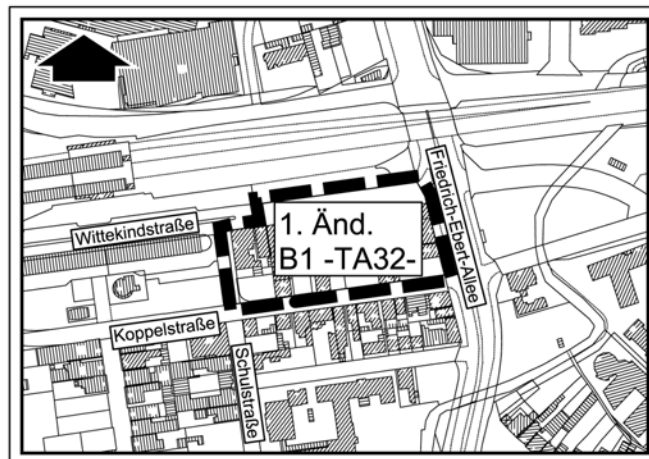 Friedrich-Ebert-Allee
1. Änd.
B1 -TA32-
Wittekindstraße
Koppelstraße
Schulstraße